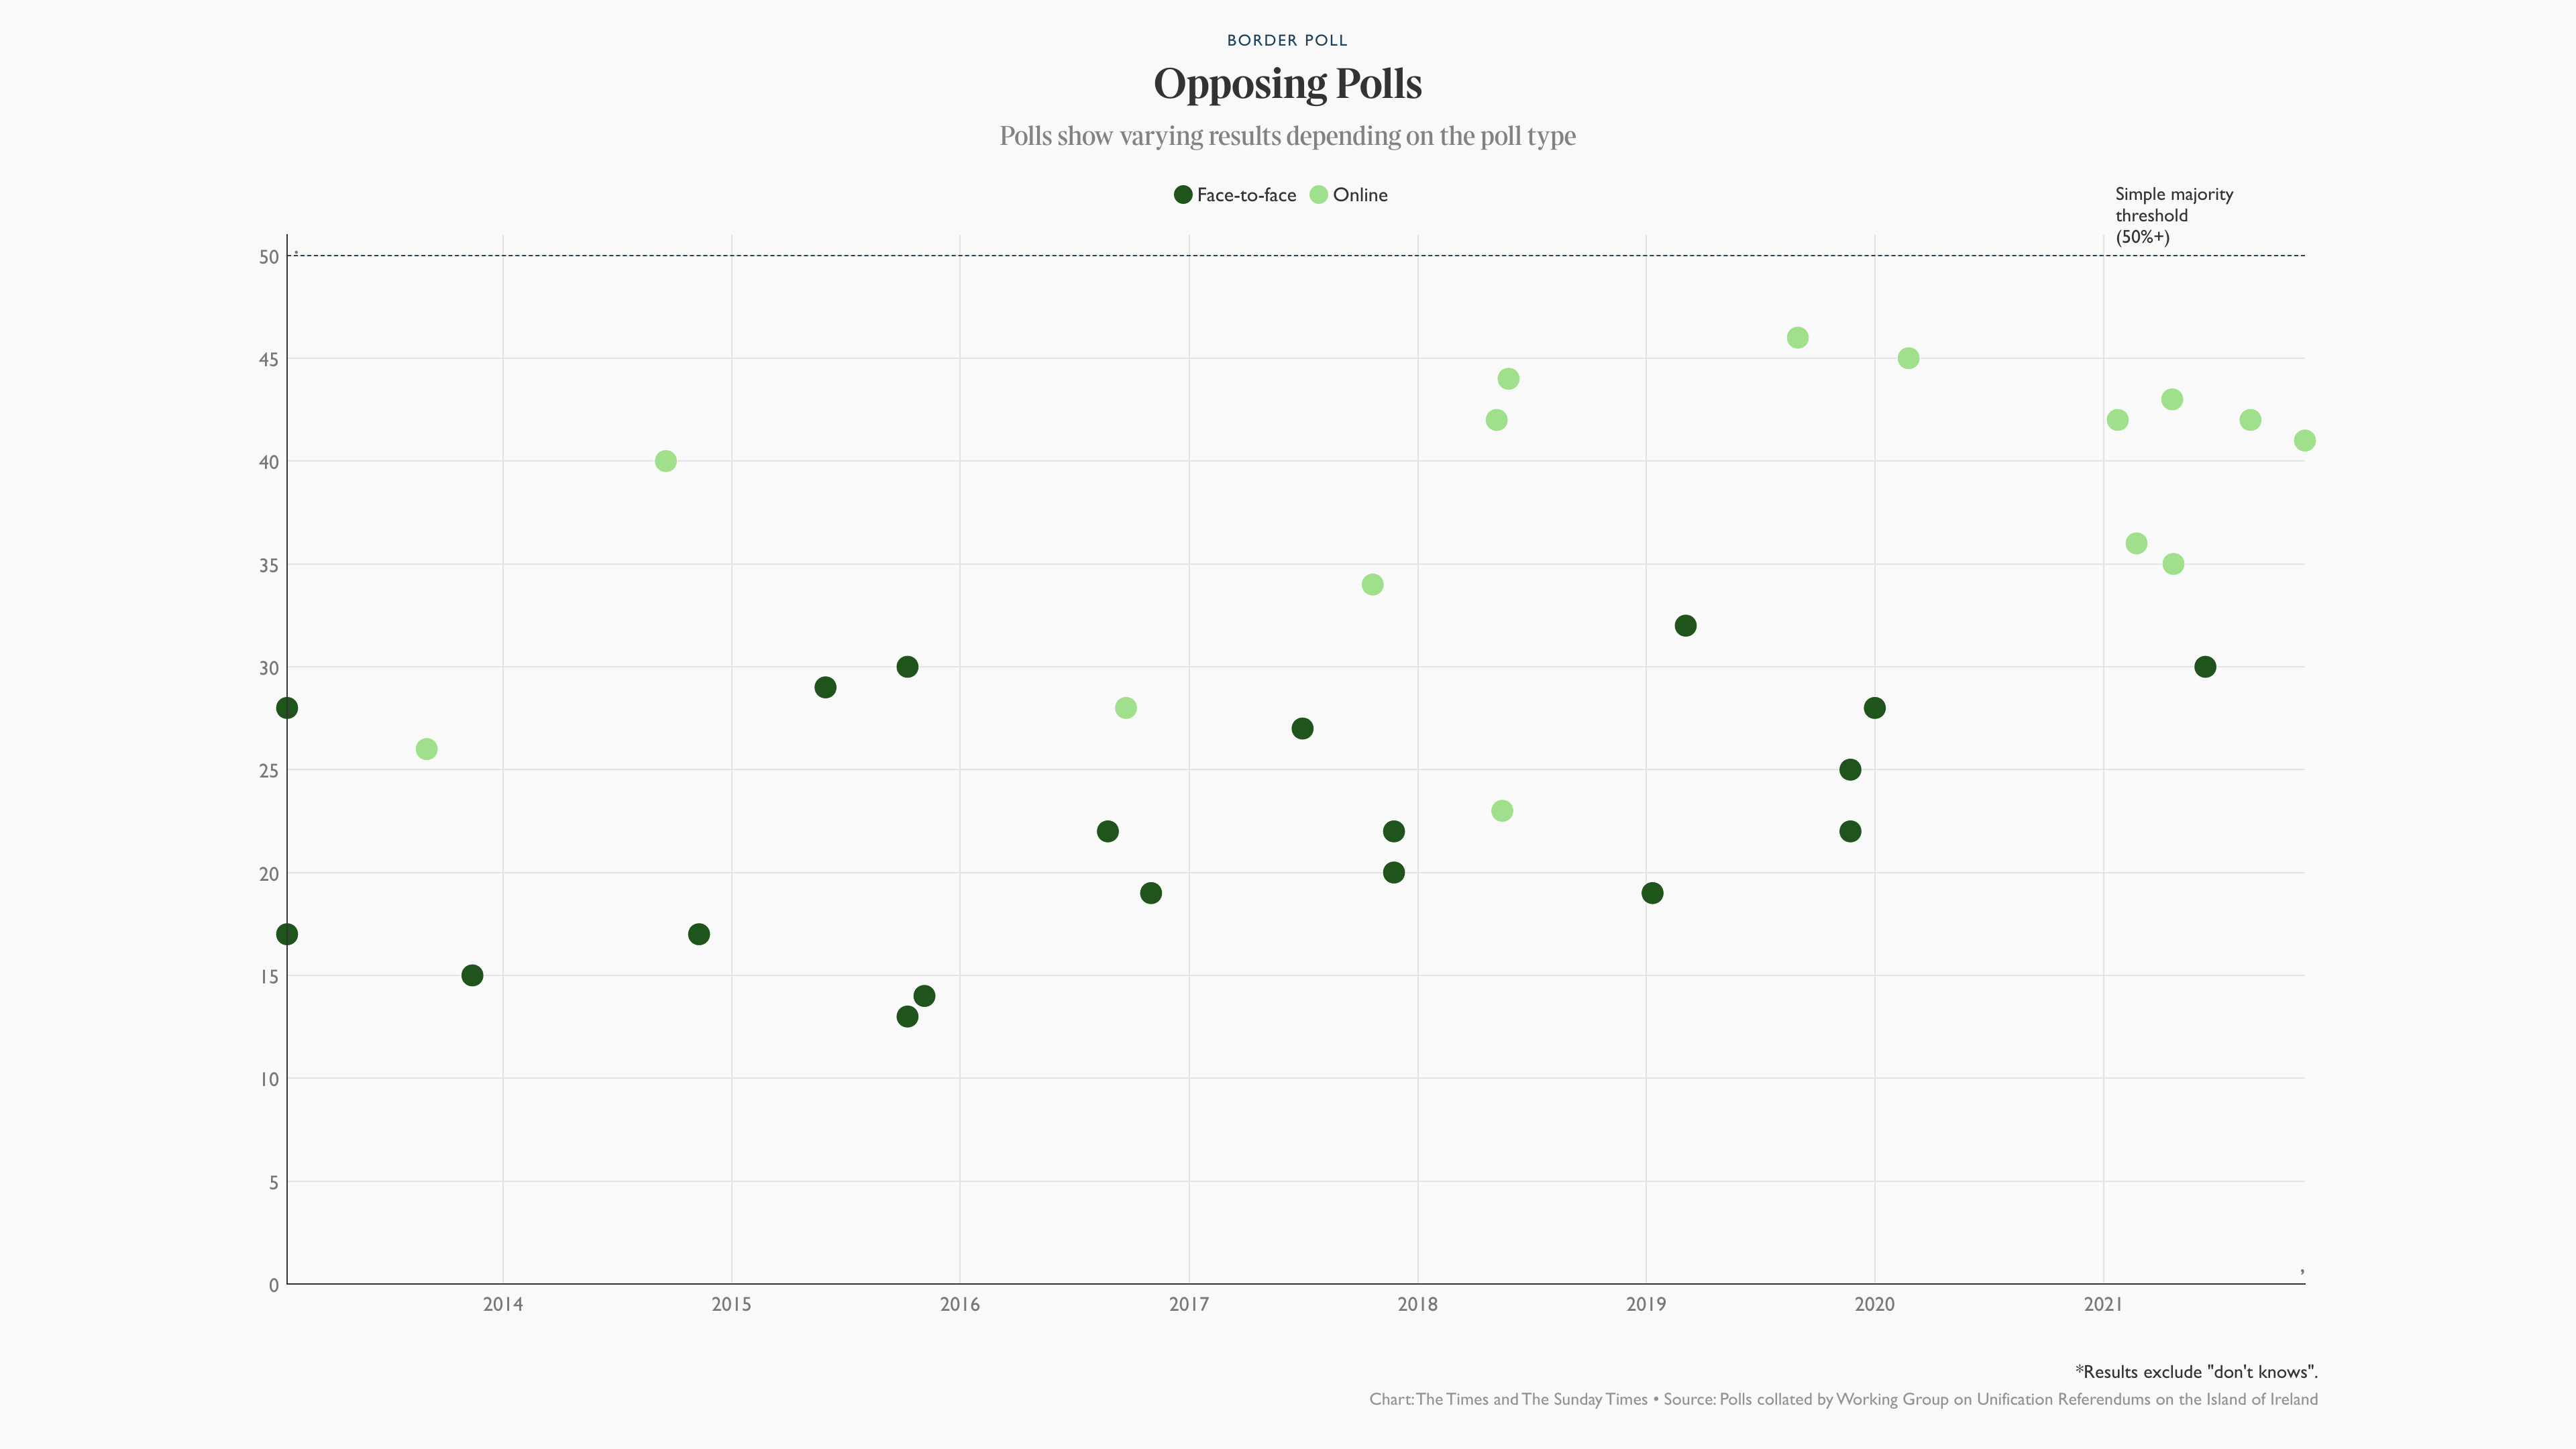 BORDER POLL
Opposing Polls
Polls show varying results depending on the poll type
Face-to-face Online
Simple majority
threshold
(50%+)
50
45
40
35
30
25
20
15
10
5
0
2014 2015 2016 2017 2018 2019 2020 2021
*Results exclude "don't knows".
Chart: The Times and The Sunday Times • Source: Polls collated by Working Group on Unification Referendums on the Island of Ireland